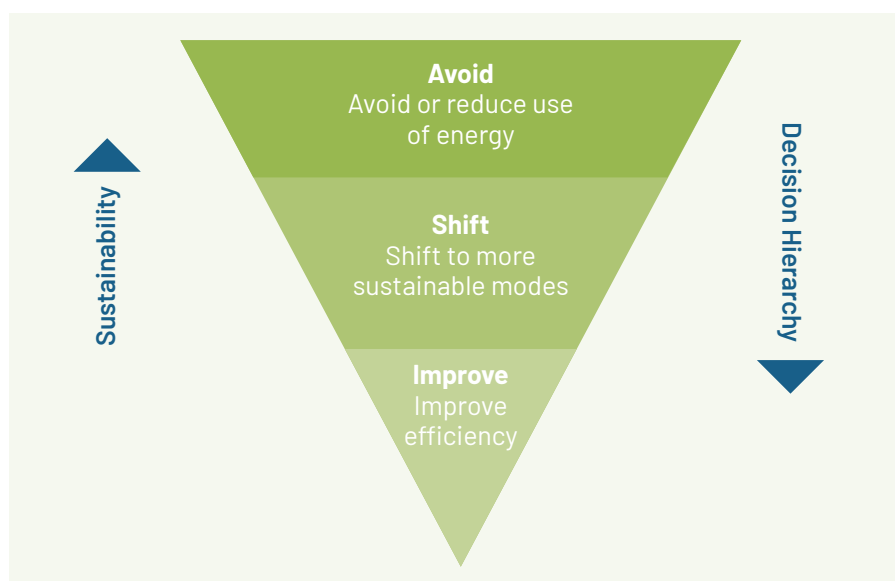 Avoid
Avoid or reduce use
of energy
Shift
Shift to more
sustainable modes
Improve
Improve
efficiency
Sustainability
Decision Hierarchy